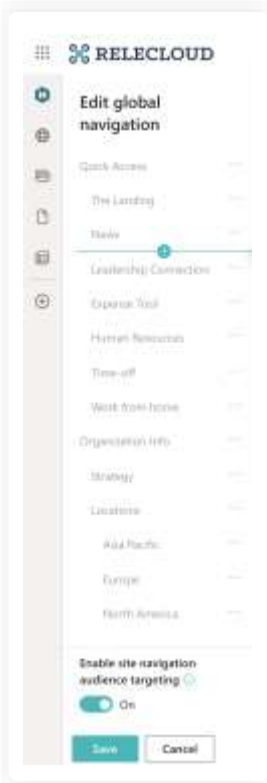 RELECLOUD
Edit global
navigation
Quick Access
The Landing
News
Leadership Connection
Expense Tool
Human Resources
Time-off
Work from home
Organization Info
Strategy
Locations
Asia Pacific
Europe
North America
Enable site navigation
audience targeting
On
Save
Cancel